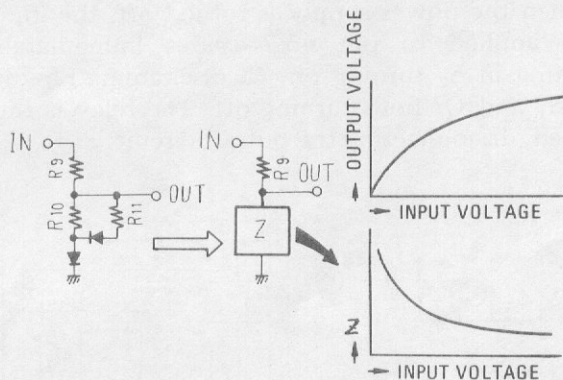 IN
R9
OUT
R10
R11
IN
R9
OUT
Z
OUTPUT VOLTAGE
INPUT VOLTAGE
Z
INPUT VOLTAGE